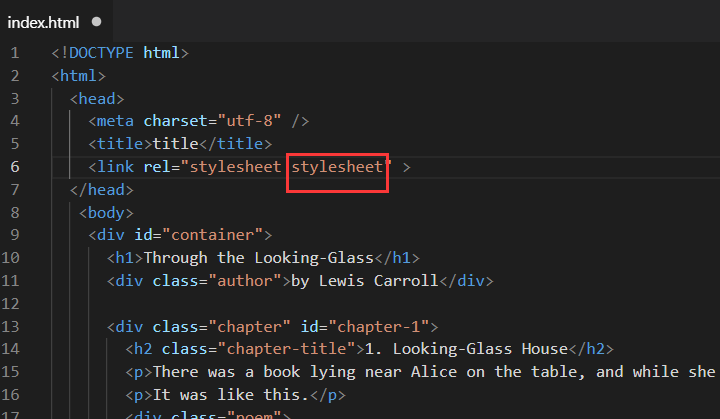 index.html
1 <!DOCTYPE html>
2 <html>
3 <head>
4 <meta charset="utf-8" />
5 <title>title</title>
6 <link rel="stylesheet stylesheet" >
7 </head>
8 <body>
9 <div id="container">
10 <h1>Through the Looking-Glass</h1>
11 <div class="author">by Lewis Carroll</div>
12
13 <div class="chapter" id="chapter-1">
14 <h2 class="chapter-title">1. Looking-Glass House</h2>
15 <p>There was a book lying near Alice on the table, and while she
16 <p>It was like this.</p>
17 <div class="poem">